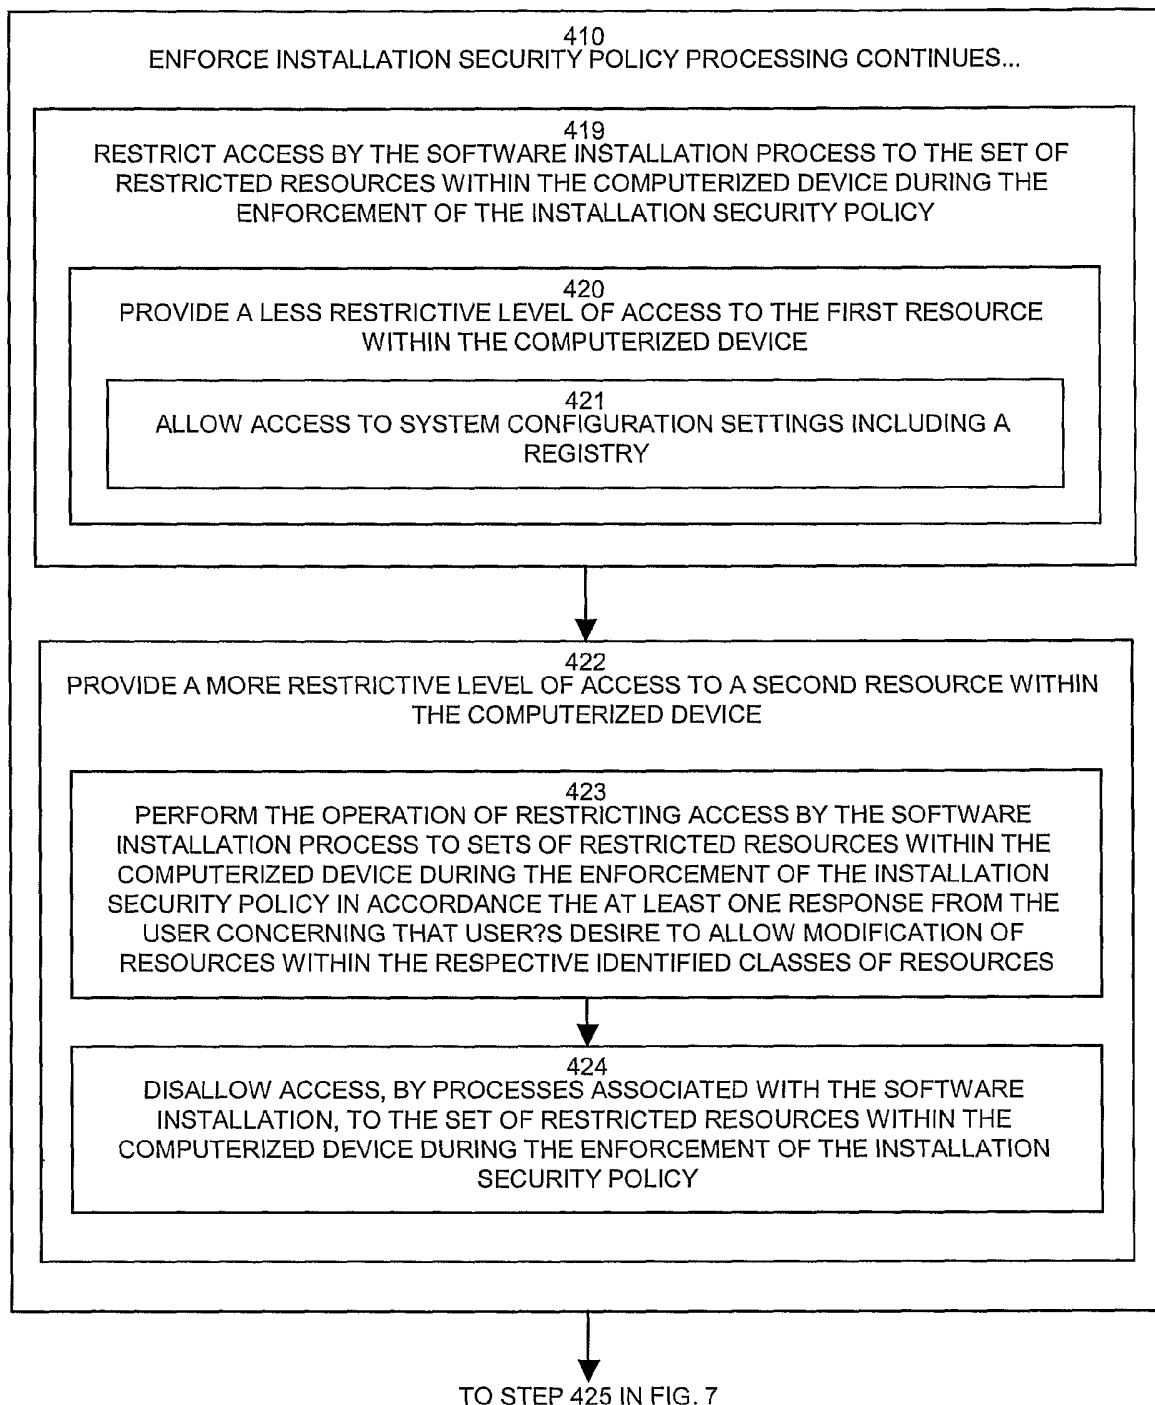 410
ENFORCE INSTALLATION SECURITY POLICY PROCESSING CONTINUES...
419
RESTRICT ACCESS BY THE SOFTWARE INSTALLATION PROCESS TO THE SET OF
RESTRICTED RESOURCES WITHIN THE COMPUTERIZED DEVICE DURING THE
ENFORCEMENT OF THE INSTALLATION SECURITY POLICY
420
PROVIDE A LESS RESTRICTIVE LEVEL OF ACCESS TO THE FIRST RESOURCE
WITHIN THE COMPUTERIZED DEVICE
421
ALLOW ACCESS TO SYSTEM CONFIGURATION SETTINGS INCLUDING A
REGISTRY
422
PROVIDE A MORE RESTRICTIVE LEVEL OF ACCESS TO A SECOND RESOURCE WITHIN
THE COMPUTERIZED DEVICE
423
PERFORM THE OPERATION OF RESTRICTING ACCESS BY THE SOFTWARE
INSTALLATION PROCESS TO SETS OF RESTRICTED RESOURCES WITHIN THE
COMPUTERIZED DEVICE DURING THE ENFORCEMENT OF THE INSTALLATION
SECURITY POLICY IN ACCORDANCE THE AT LEAST ONE RESPONSE FROM THE
USER CONCERNING THAT USER?S DESIRE TO ALLOW MODIFICATION OF
RESOURCES WITHIN THE RESPECTIVE IDENTIFIED CLASSES OF RESOURCES
424
DISALLOW ACCESS, BY PROCESSES ASSOCIATED WITH THE SOFTWARE
INSTALLATION, TO THE SET OF RESTRICTED RESOURCES WITHIN THE
COMPUTERIZED DEVICE DURING THE ENFORCEMENT OF THE INSTALLATION
SECURITY POLICY
TO STEP 425 IN FIG. 7